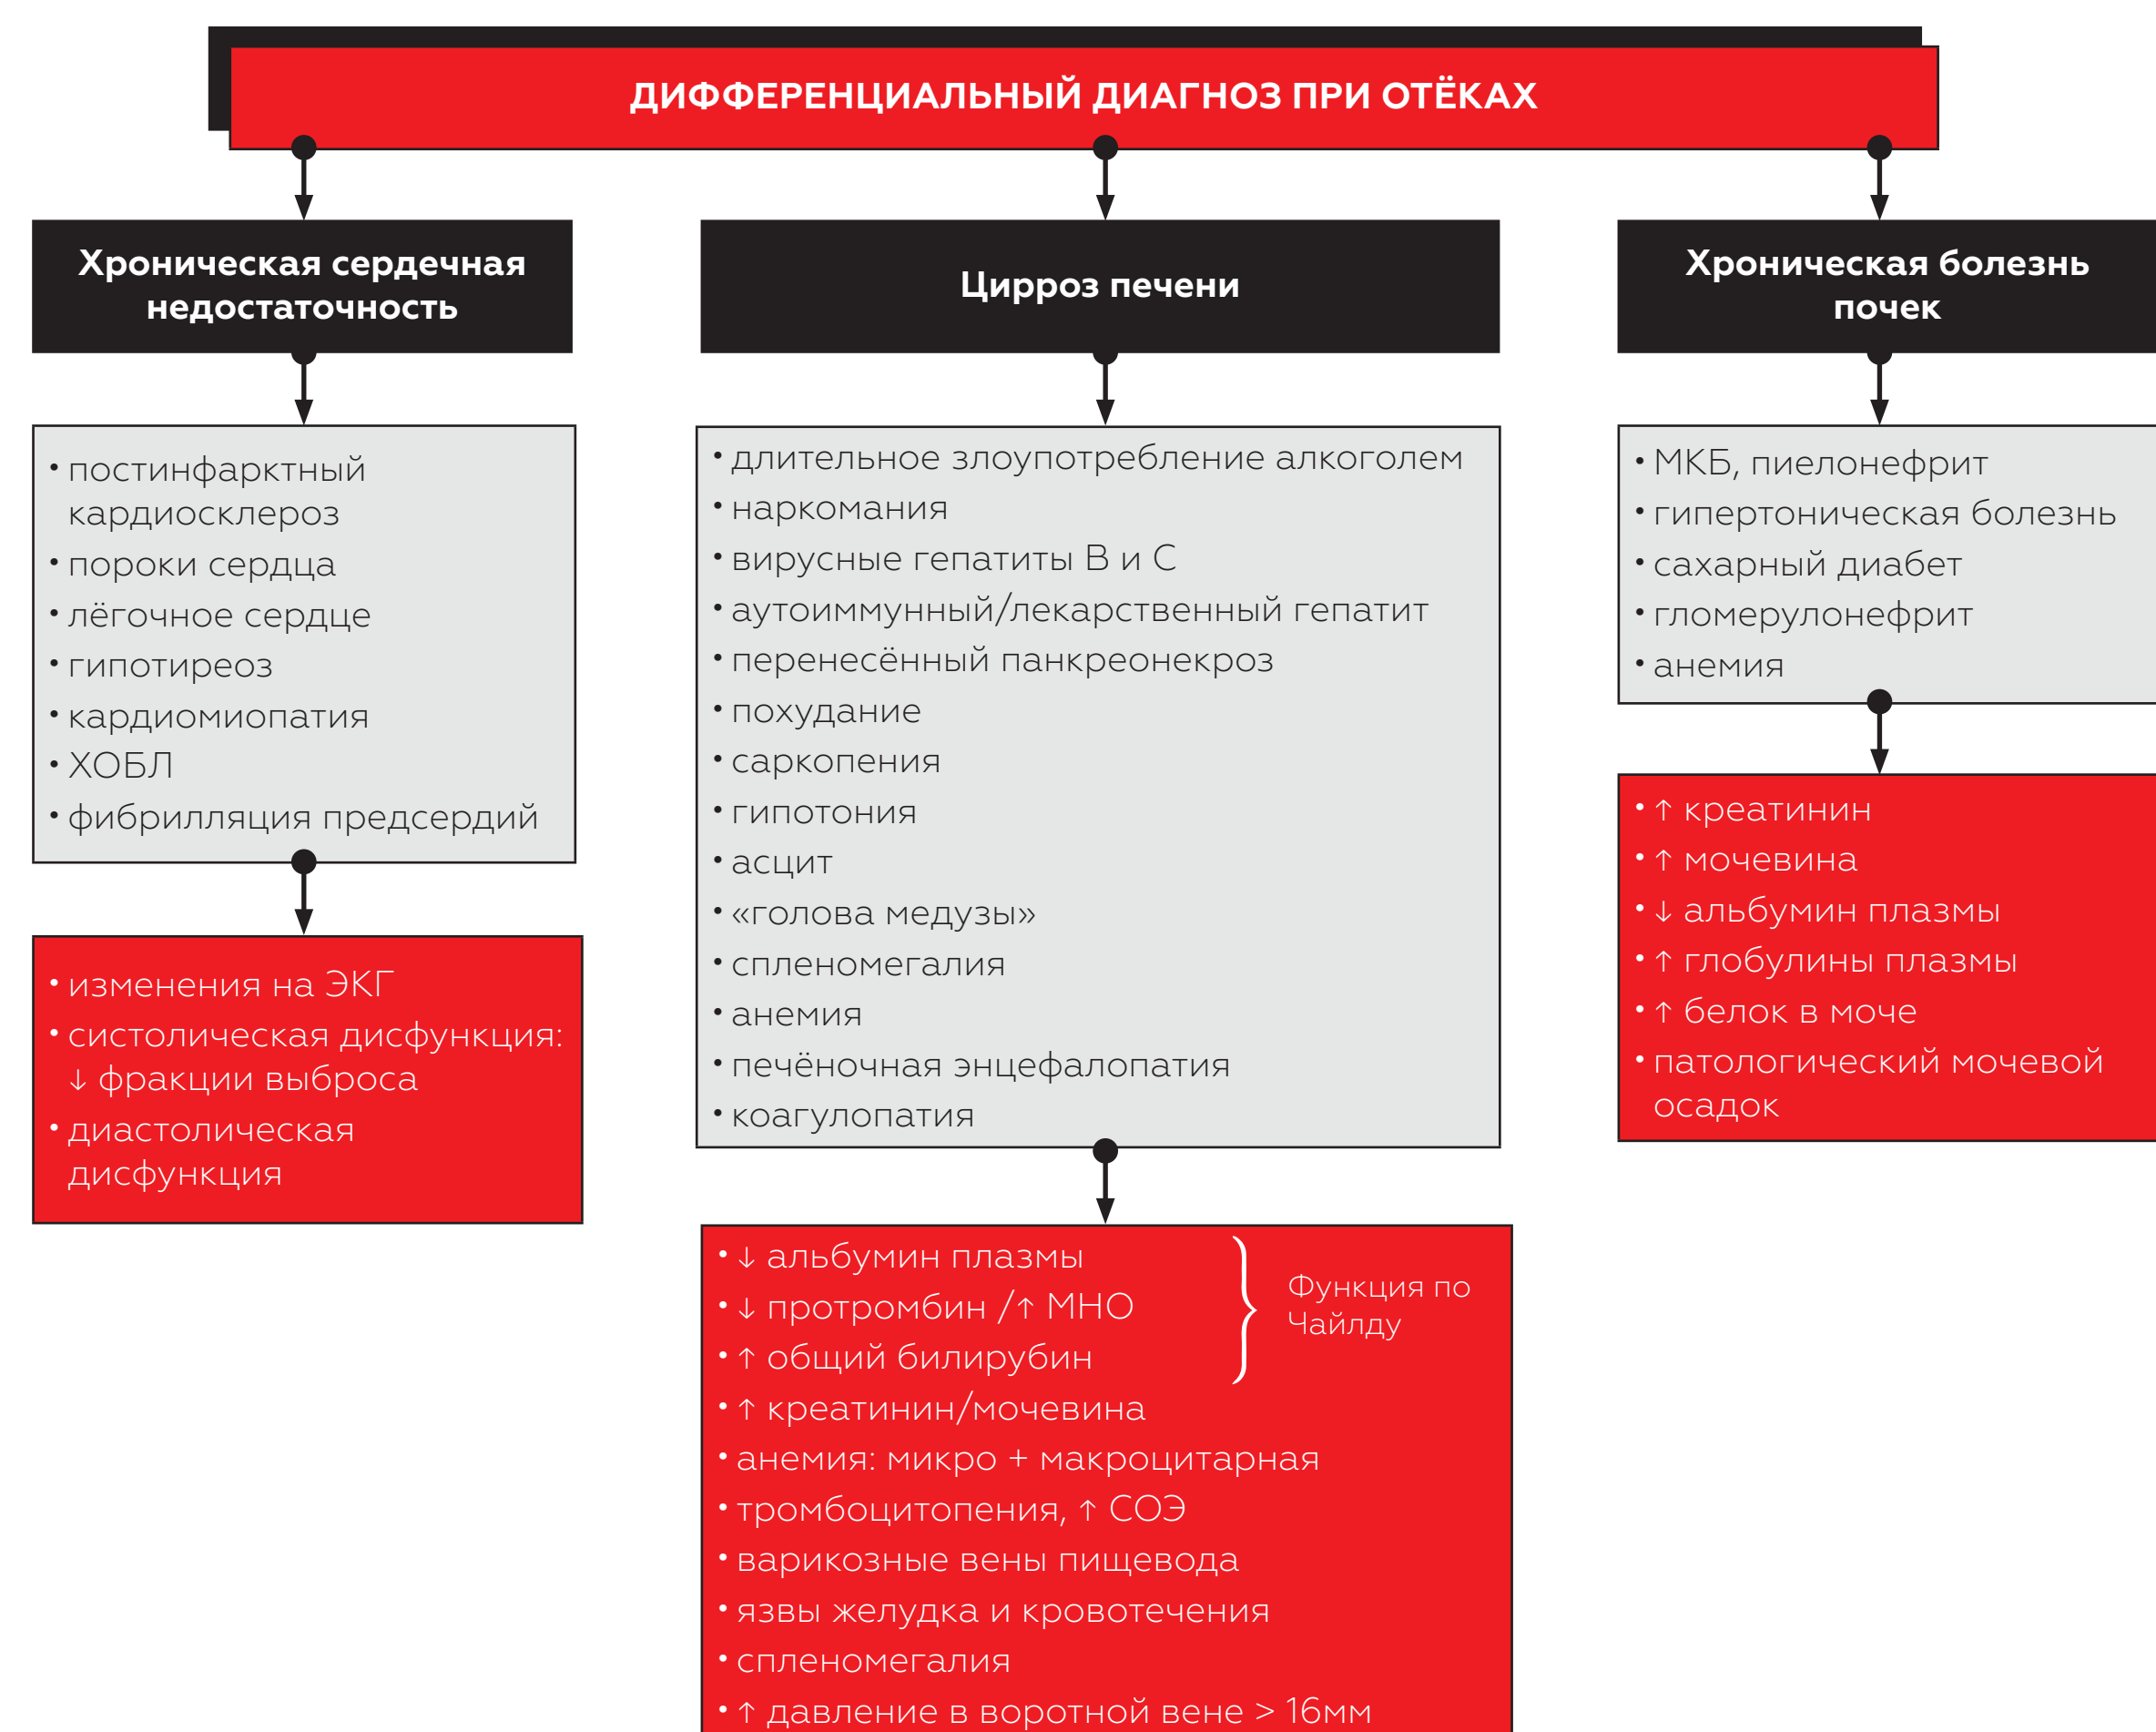 ДИФФЕРЕНЦИАЛЬНЫЙ ДИАГНОЗ ПРИ ОТЁКАХ
Хроническая сердечная
недостаточность
• постинфарктный
кардиосклероз
• пороки сердца
• лёгочное сердце
• гипотиреоз
• кардиомиопатия
• ХОБЛ
• фибрилляция предсердий
• изменения на ЭКГ
• систолическая дисфункция:
↓ фракции выброса
• диастолическая
дисфункция
Цирроз печени
• длительное злоупотребление алкоголем
• наркомания
• вирусные гепатиты В и С
• аутоиммунный/лекарственный гепатит
• перенесённый панкреонекроз
• похудание
• саркопения
• гипотония
• асцит
• «голова медузы»
• спленомегалия
• анемия
• печёночная энцефалопатия
• коагулопатия
• ↓ альбумин плазмы
• ↓ протромбин /↑ МНО
• ↑ общий билирубин
Функция по
Чайлду
• ↑ креатинин/мочевина
• анемия: микро + макроцитарная
• тромбоцитопения, ↑ СОЭ
• варикозные вены пищевода
• язвы желудка и кровотечения
• спленомегалия
• ↑ давление в воротной вене > 16мм
Хроническая болезнь
почек
• МКБ, пиелонефрит
• гипертоническая болезнь
• сахарный диабет
• гломерулонефрит
• анемия
• ↑ креатинин
• ↑ мочевина
• ↓ альбумин плазмы
• ↑ глобулины плазмы
• ↑ белок в моче
• патологический мочевой
осадок